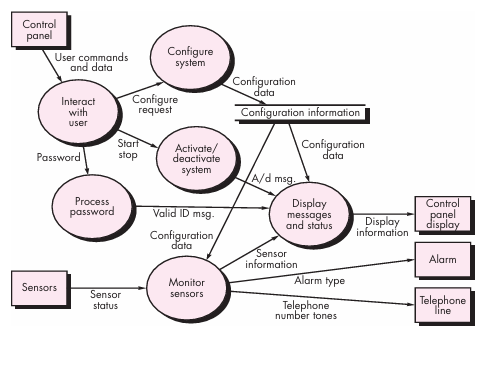 Control
panel
User commands
and data
Configure
system
Interact
with
user
Configure
request
Configuration
data
Configuration information
Start
stop
Activate/
deactivate
system
Configuration
data
Password
A/d msg.
Process
password
Valid ID msg.
Display
messages
and status
Display
information
Control
panel
display
Configuration
data
Sensor
information
Sensors
Sensor
status
Monitor
sensors
Alarm type
Alarm
Telephone
number tones
Telephone
line